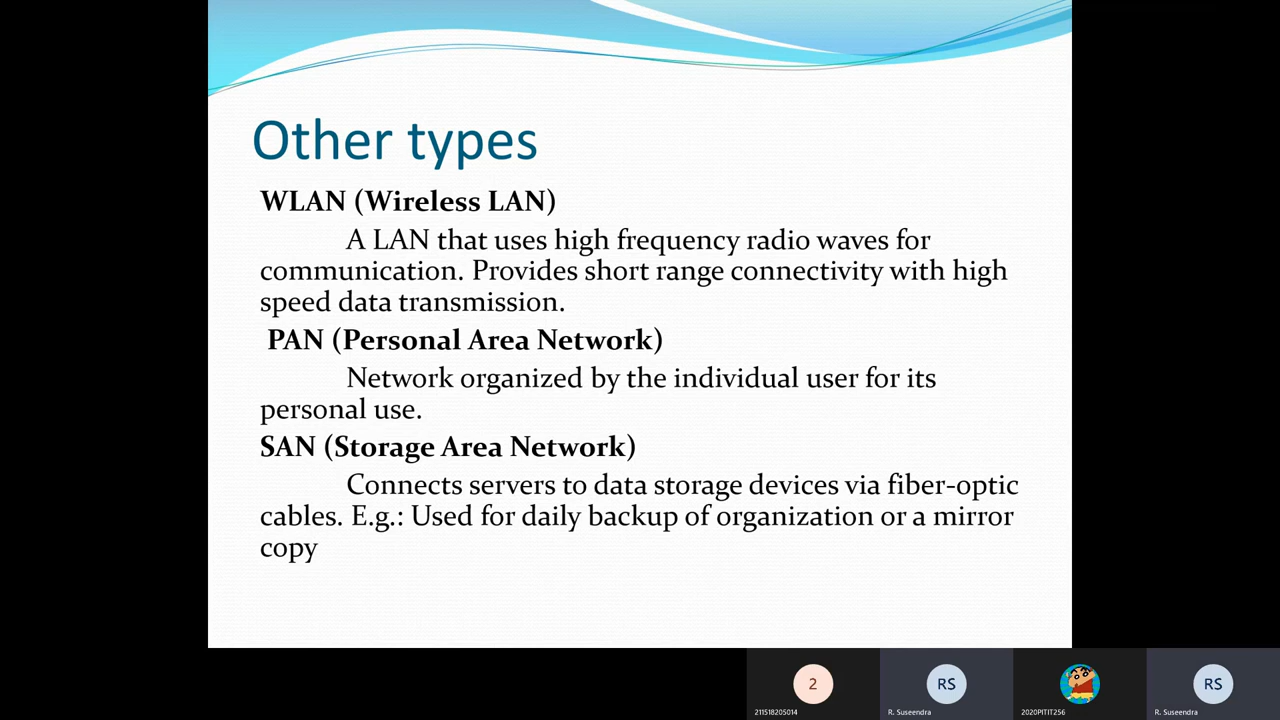 Other types
WLAN (Wireless LAN)
A LAN that uses high frequency radio waves for
communication. Provides short range connectivity with high
speed data transmission.
PAN (Personal Area Network)
Network organized by the individual user for its
personal use.
SAN (Storage Area Network)
Connects servers to data storage devices via fiber-optic
cables. E.g.: Used for daily backup of organization or a mirror
copy
2
RS
RS
211518205014
R. Suseendra
2020PITIT256
R. Suseendra